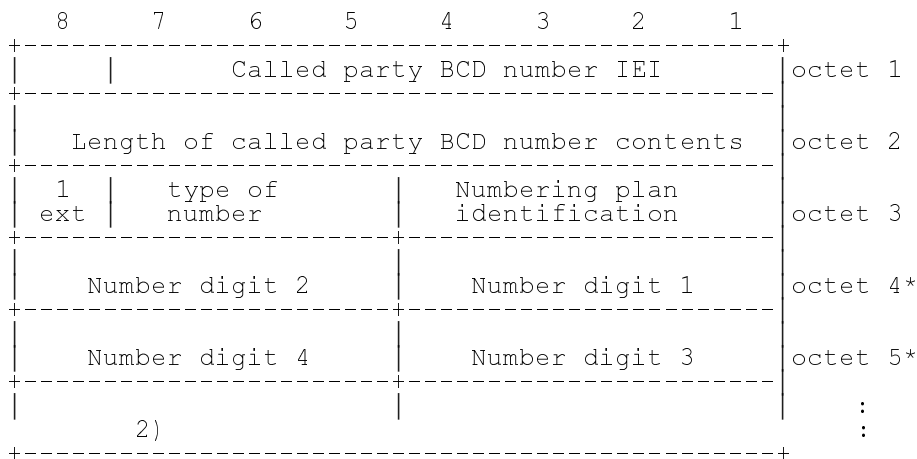 8 7 6 5 4 3 2 1
Called party BCD number IEI octet 1
Length of called party BCD number contents octet 2
1 type of Numbering plan
ext number identification octet 3
Number digit 2 Number digit 1 octet 4*
Number digit 4 Number digit 3 octet 5*
:
2) :